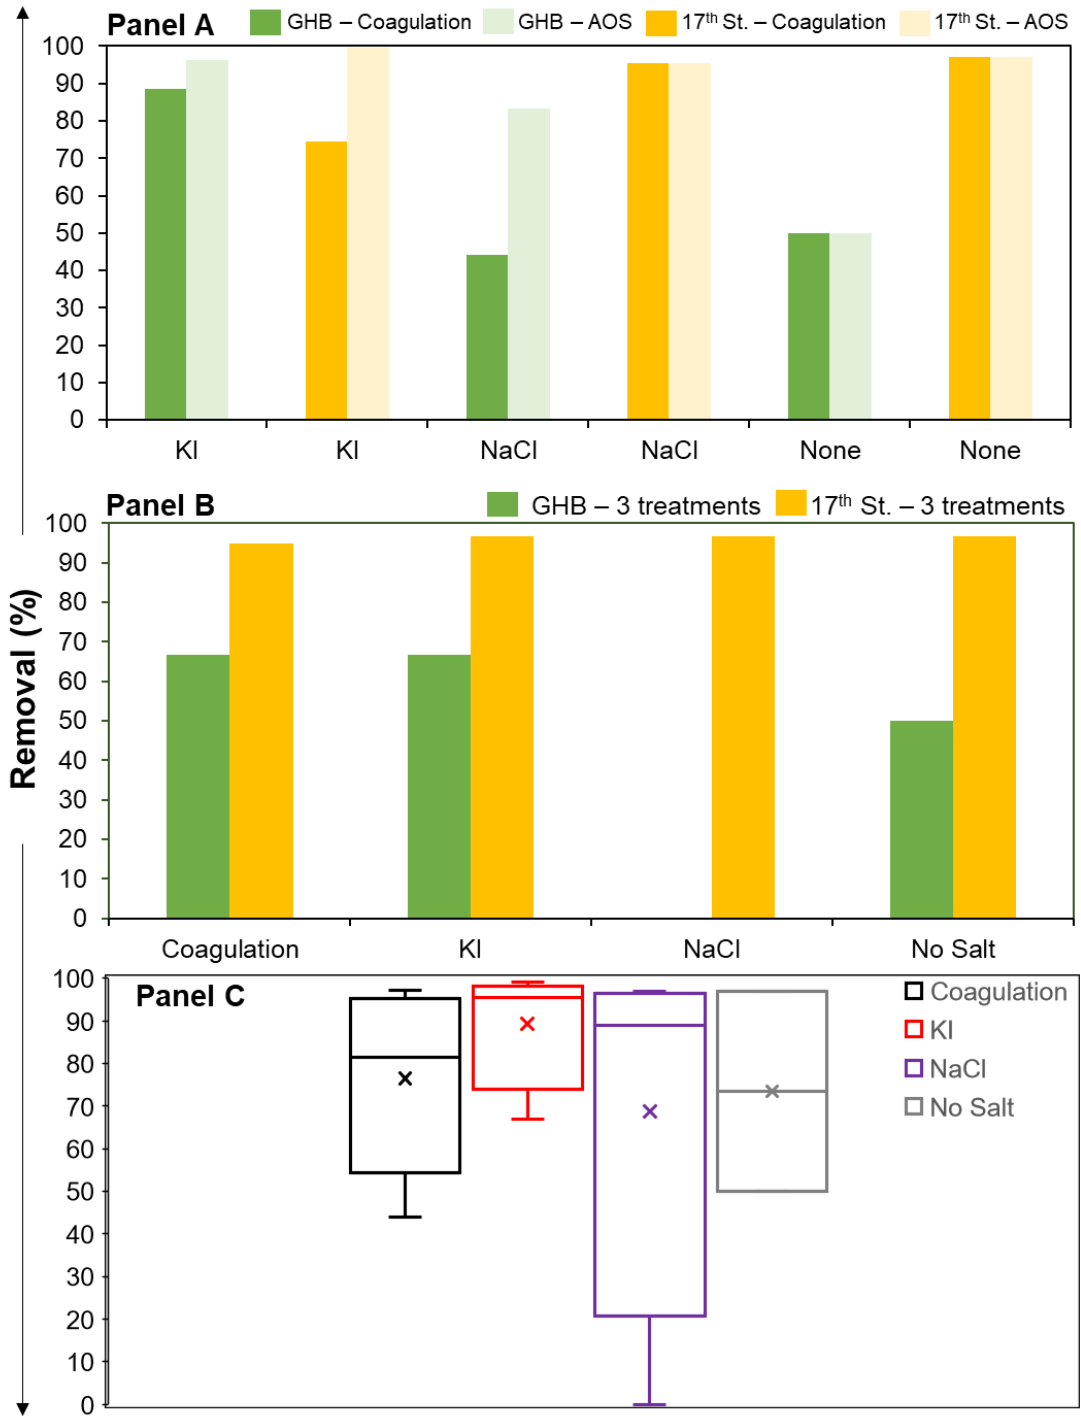 Panel A
GHB – Coagulation GHB – AOS 17th St. – Coagulation 17th St. – AOS
100
90
80
70
60
50
40
30
20
10
0
KI KI NaCl NaCl None None
Panel B
GHB – 3 treatments 17th St. – 3 treatments
100
90
80
70
60
50
40
30
20
10
0
Coagulation KI NaCl No Salt
Removal (%)
Panel C
100
90
80
70
60
50
40
30
20
10
0
Coagulation
KI
NaCl
No Salt